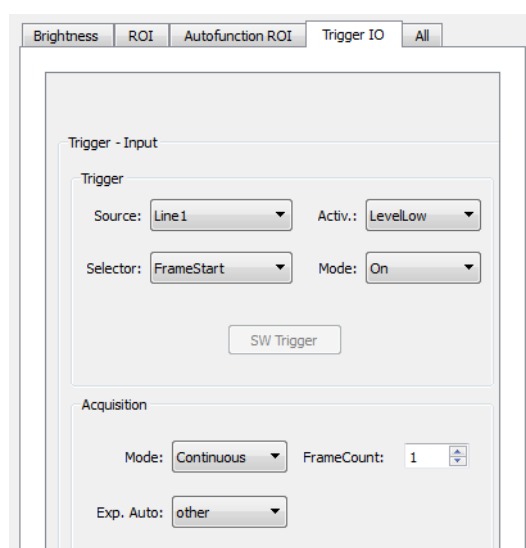 Brightness ROI Autofunction ROI Trigger IO All
Trigger - Input
Trigger
Source: Line1 Activ.: LevelLow
Selector: FrameStart Mode: On
SW Trigger
Acquisition
Mode: Continuous FrameCount: 1
Exp. Auto: other